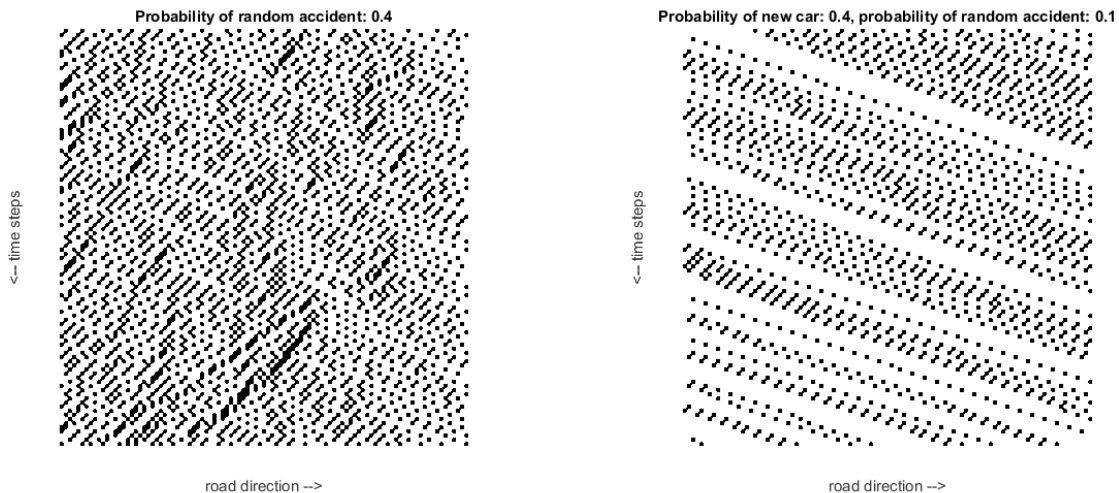 Probability of random accident: 0.4
Probability of new car: 0.4, probability of random accident: 0.1
<-- time steps
<-- time steps
road direction -->
road direction -->